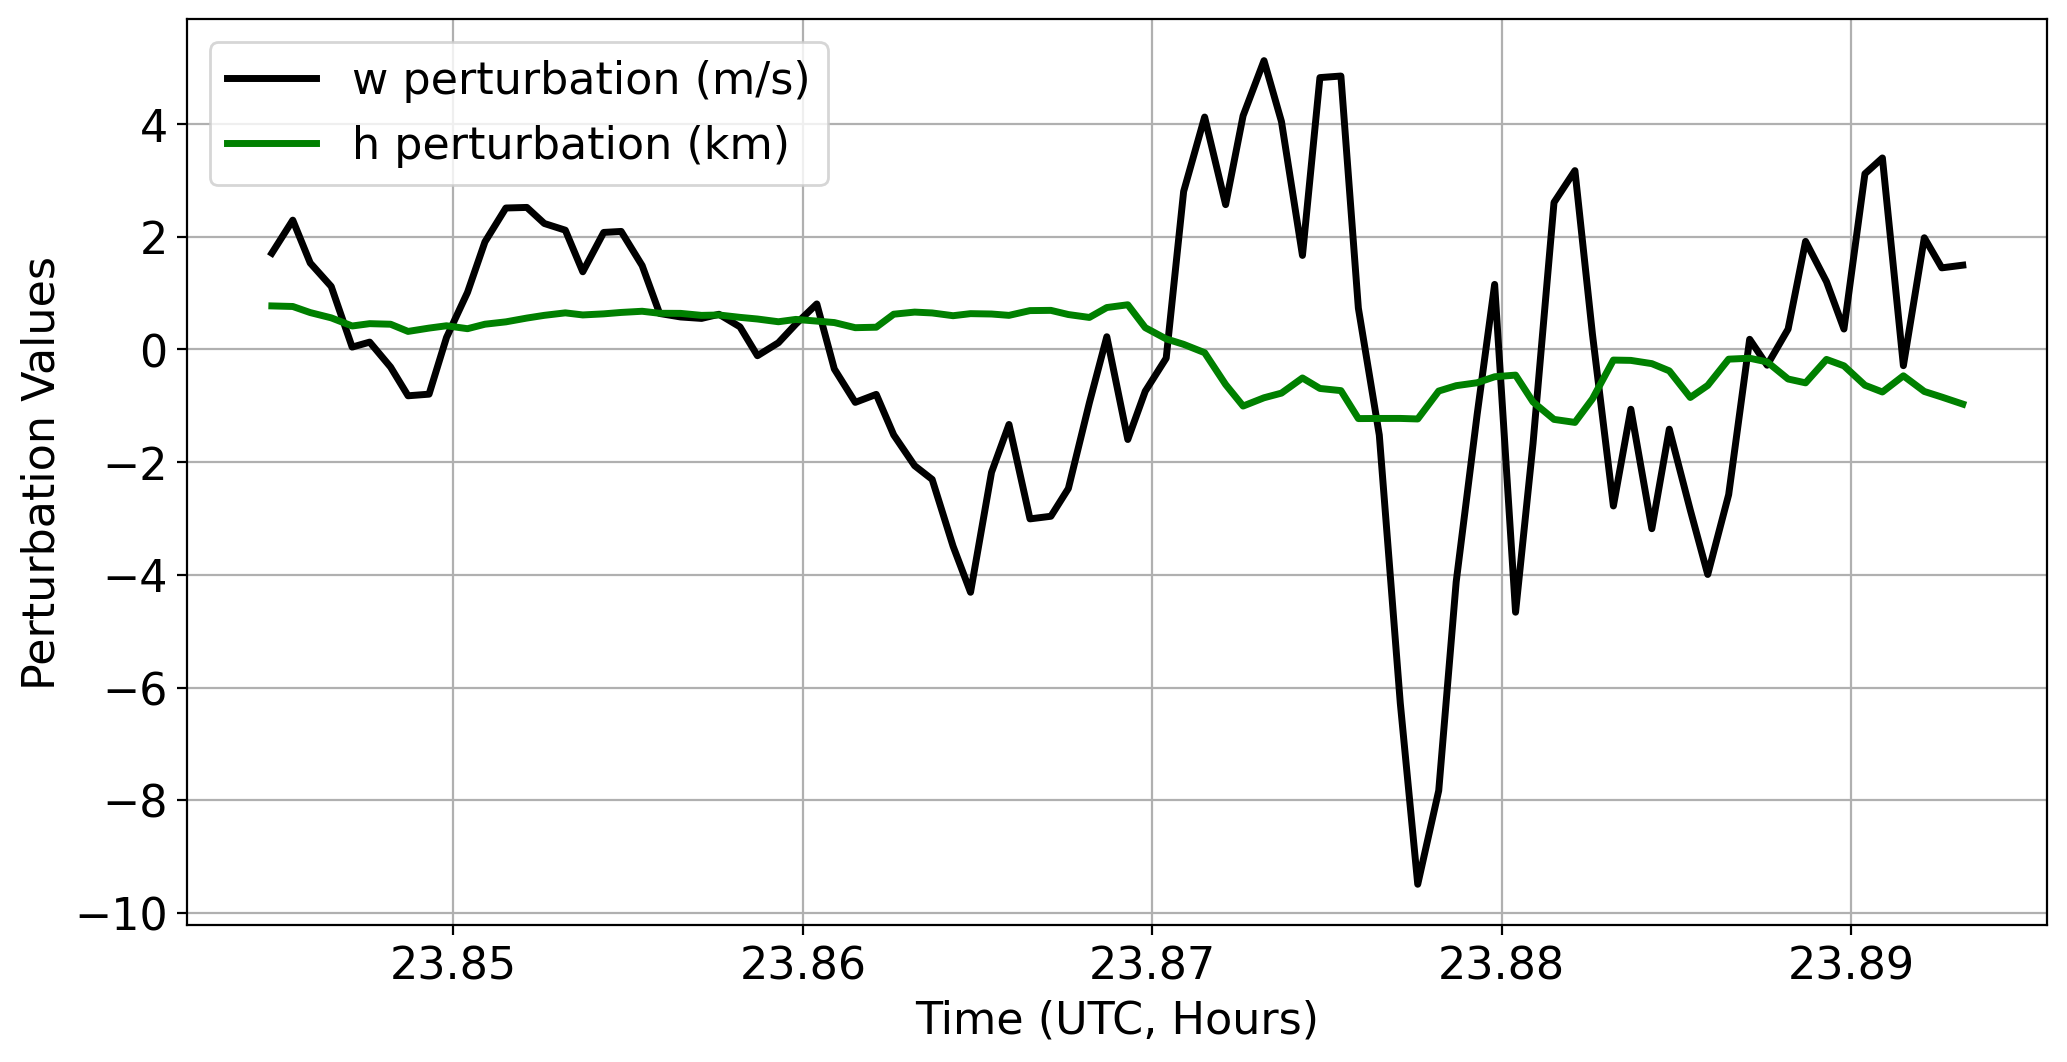 w perturbation (m/s)
h perturbation (km)
4
2
0
−2
−4
−6
−8
−10
Perturbation Values
23.85 23.86 23.87 23.88 23.89
Time (UTC, Hours)